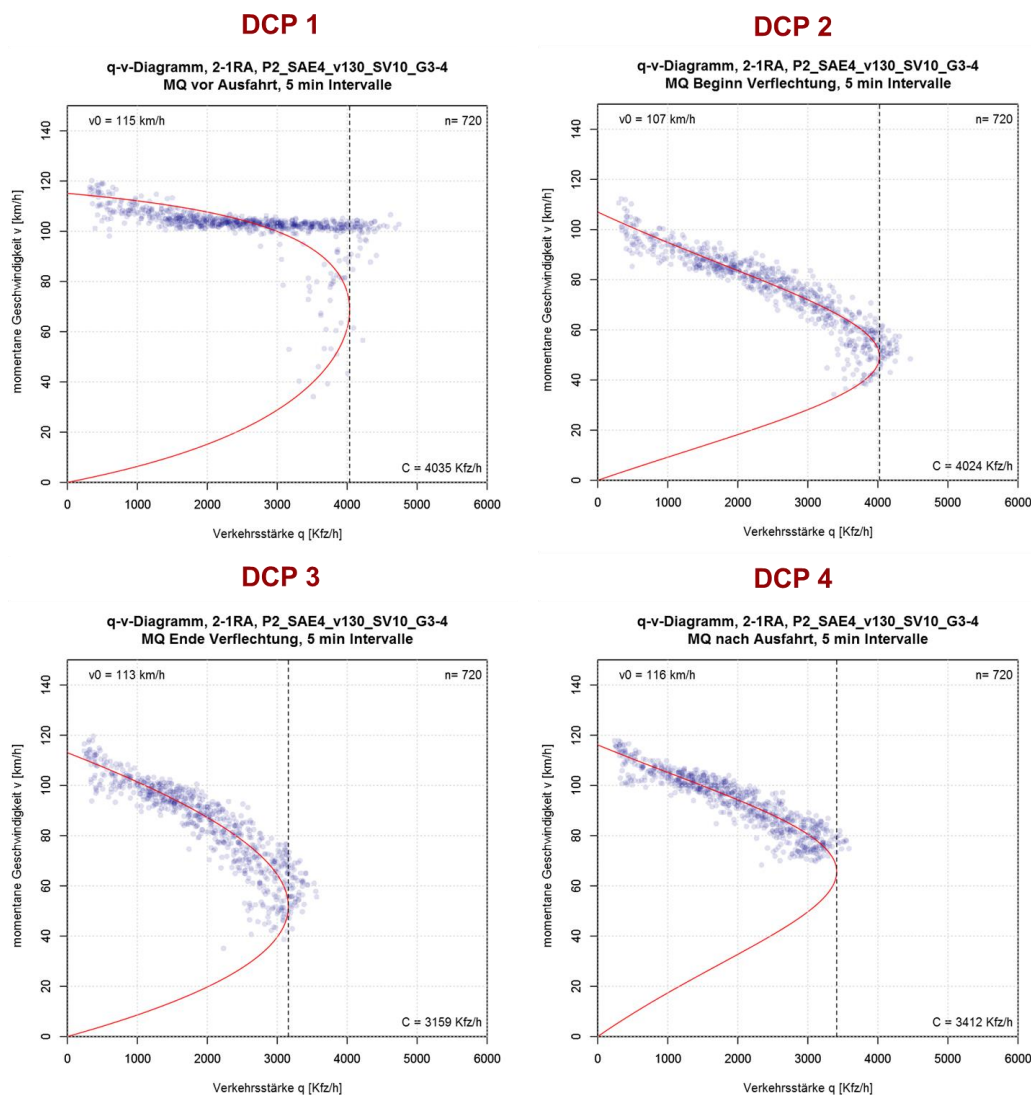 DCP 1
q-v-Diagramm, 2-1RA, P2_SAE4_v130_SV10_G3-4
MQ vor Ausfahrt, 5 min Intervalle
v0 = 115 km/h
n= 720
momentane Geschwindigkeit v [km/h]
140
120
100
80
60
40
20
0
C = 4035 Kfz/h
0 1000 2000 3000 4000 5000 6000
Verkehrsstärke q [Kfz/h]
DCP 2
q-v-Diagramm, 2-1RA, P2_SAE4_v130_SV10_G3-4
MQ Beginn Verflechtung, 5 min Intervalle
v0 = 107 km/h
n= 720
momentane Geschwindigkeit v [km/h]
140
120
100
80
60
40
20
0
C = 4024 Kfz/h
0 1000 2000 3000 4000 5000 6000
Verkehrsstärke q [Kfz/h]
DCP 3
q-v-Diagramm, 2-1RA, P2_SAE4_v130_SV10_G3-4
MQ Ende Verflechtung, 5 min Intervalle
v0 = 113 km/h
n= 720
momentane Geschwindigkeit v [km/h]
140
120
100
80
60
40
20
0
C = 3159 Kfz/h
0 1000 2000 3000 4000 5000 6000
Verkehrsstärke q [Kfz/h]
DCP 4
q-v-Diagramm, 2-1RA, P2_SAE4_v130_SV10_G3-4
MQ nach Ausfahrt, 5 min Intervalle
v0 = 116 km/h
n= 720
momentane Geschwindigkeit v [km/h]
140
120
100
80
60
40
20
0
C = 3412 Kfz/h
0 1000 2000 3000 4000 5000 6000
Verkehrsstärke q [Kfz/h]